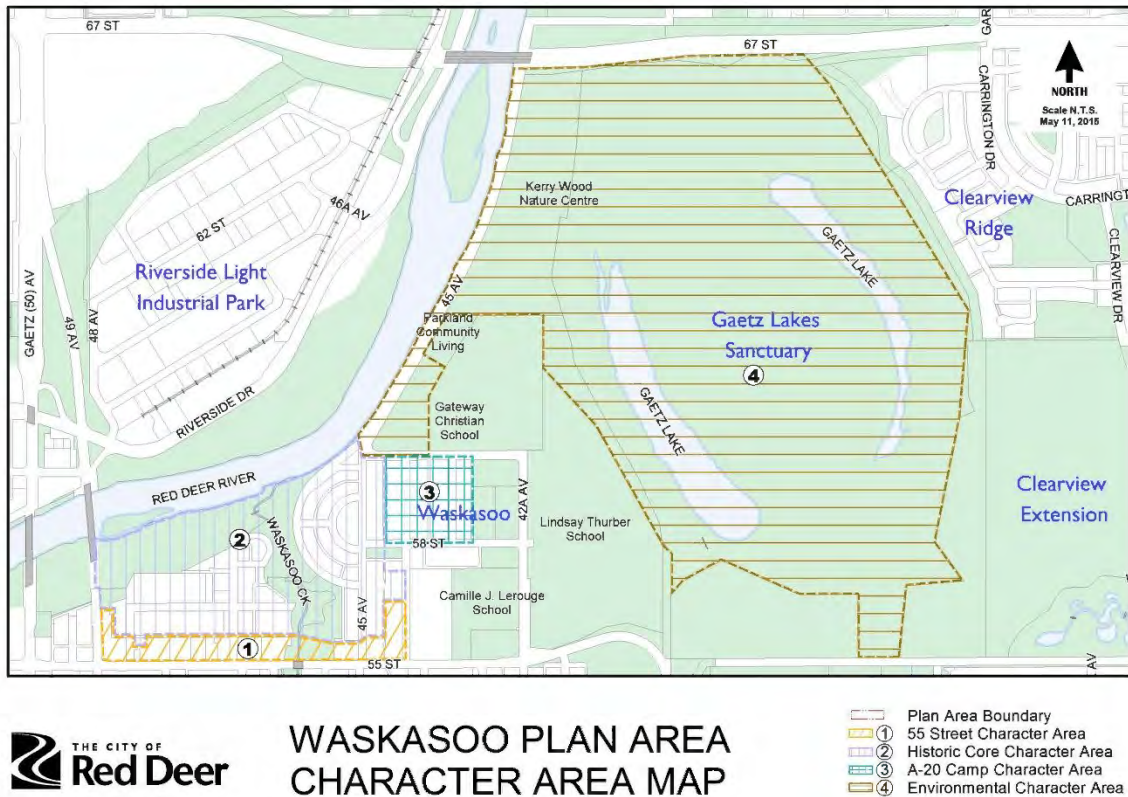 67 ST
67 ST
CARRINGTON DR
NORTH
Scale N.T.S.
May 11, 2015
Kerry Wood
Nature Centre
Clearview
Ridge
CARRINGT
CLEARVIEW DR
GAETZ LAKE
46A AV
62 ST
Riverside Light
Industrial Park
GAETZ (50) AV
49 AV
48 AV
45 AV
Parkland
Community
Living
Gaetz Lakes
Sanctuary
4
GAETZ LAKE
RIVERSIDE DR
Gateway
Christian
School
RED DEER RIVER
3
Waskasoo
42A AV
Lindsay Thurber
School
Clearview
Extension
2
WASKASOO CK
58 ST
Camille J. Lerouge
School
45 AV
1
55 ST
AV
THE CITY OF
Red Deer
WASKASOO PLAN AREA
CHARACTER AREA MAP
Plan Area Boundary
1 55 Street Character Area
2 Historic Core Character Area
3 A-20 Camp Character Area
4 Environmental Character Area